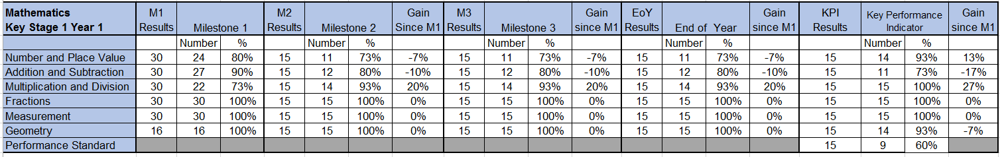 Mathematics M1 M2 Gain M3 Gain EoY Gain KPI Key Performance Gain
Key Stage 1 Year 1 Results Milestone 1 Results Milestone 2 Since M1 Results Milestone 3 since M1 Results End of Year since M1 Results Indicator since M1
Number % Number % Number % Number % Number %
Number and Place Value 30 24 80% 15 11 73% -7% 15 11 73% -7% 15 11 73% -7% 15 14 93% 13%
Addition and Subtraction 30 27 90% 15 12 80% -10% 15 12 80% -10% 15 12 80% -10% 15 11 73% -17%
Multiplication and Division 30 22 73% 15 14 93% 20% 15 14 93% 20% 15 14 93% 20% 15 15 100% 27%
Fractions 30 30 100% 15 15 100% 0% 15 15 100% 0% 15 15 100% 0% 15 15 100% 0%
Measurement 30 30 100% 15 15 100% 0% 15 15 100% 0% 15 15 100% 0% 15 15 100% 0%
Geometry 16 16 100% 15 15 100% 0% 15 15 100% 0% 15 15 100% 0% 15 14 93% -7%
Performance Standard 15 9 60%